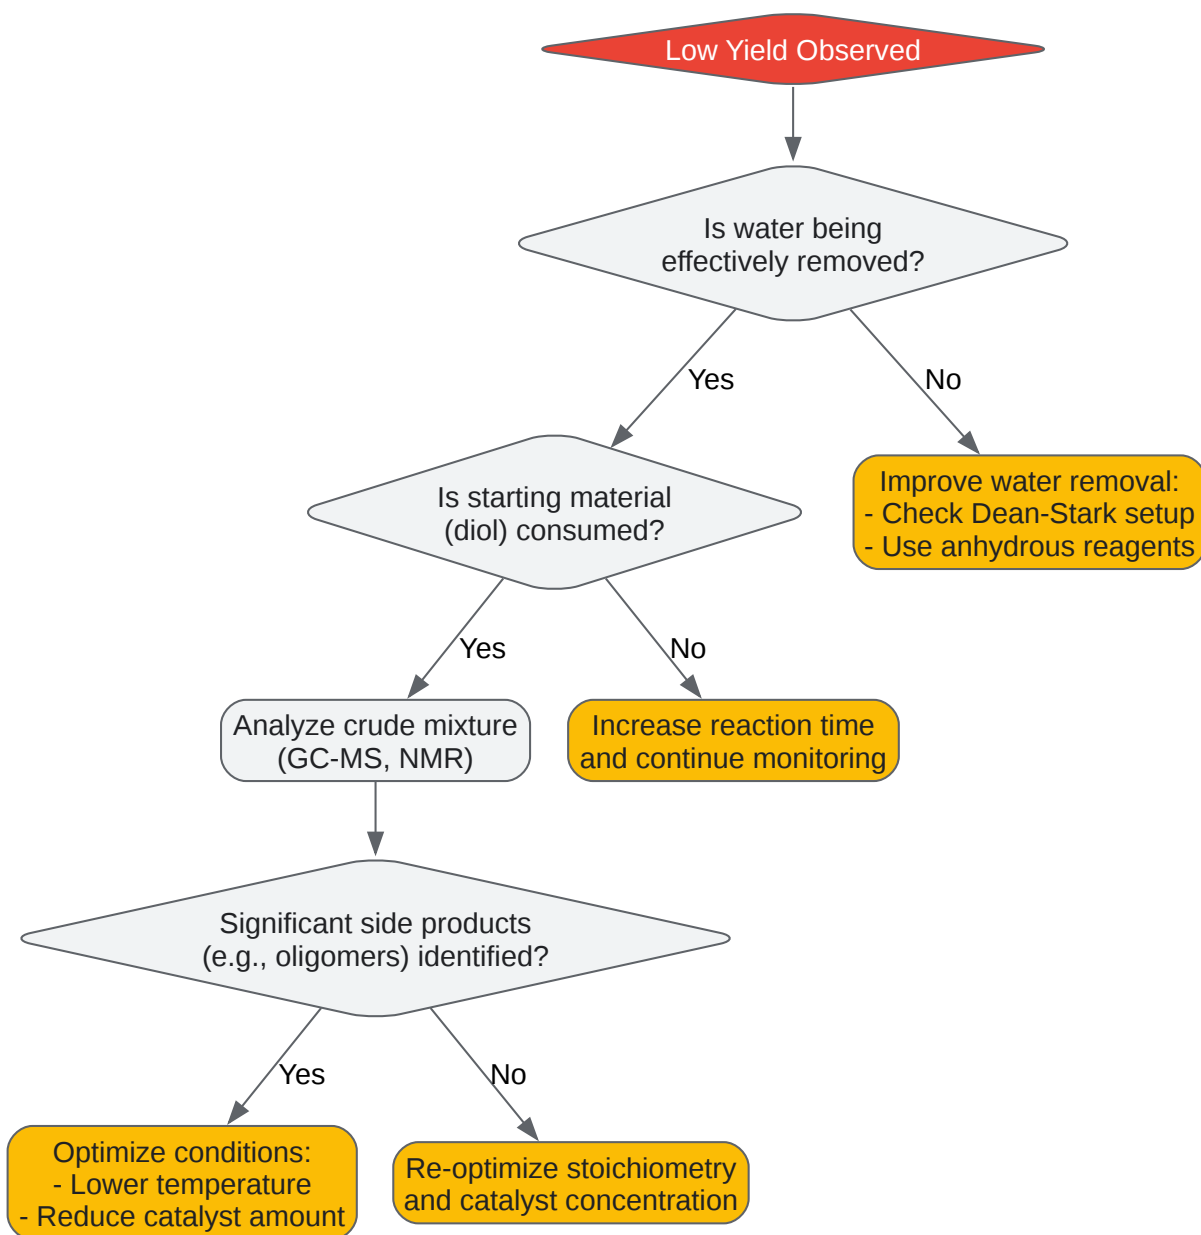 Low Yield Observed
Is water being
effectively removed?
Yes
No
Is starting material
(diol) consumed?
Improve water removal:
- Check Dean-Stark setup
- Use anhydrous reagents
Yes
No
Analyze crude mixture
(GC-MS, NMR)
Increase reaction time
and continue monitoring
Significant side products
(e.g., oligomers) identified?
Yes
No
Optimize conditions:
- Lower temperature
- Reduce catalyst amount
Re-optimize stoichiometry
and catalyst concentration